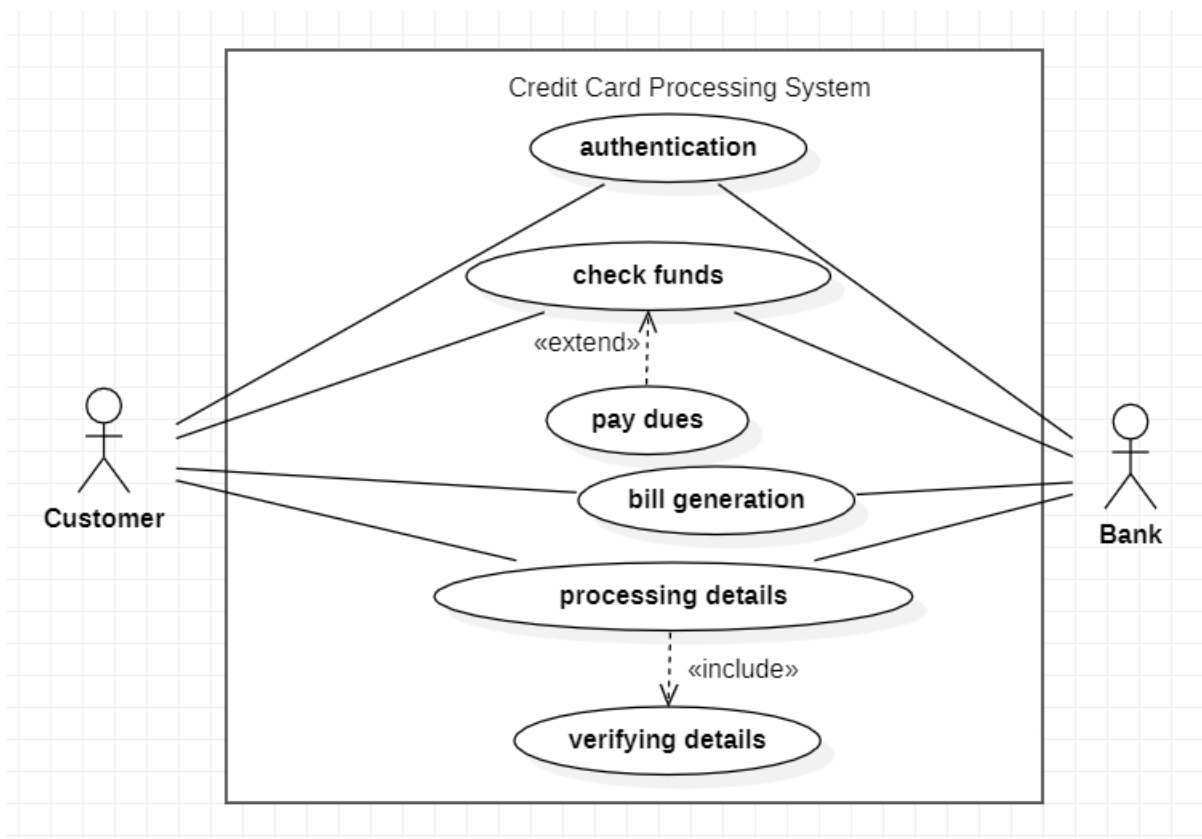 Credit Card Processing System
authentication
check funds
«extend»
pay dues
bill generation
Customer
Bank
processing details
«include»
verifying details